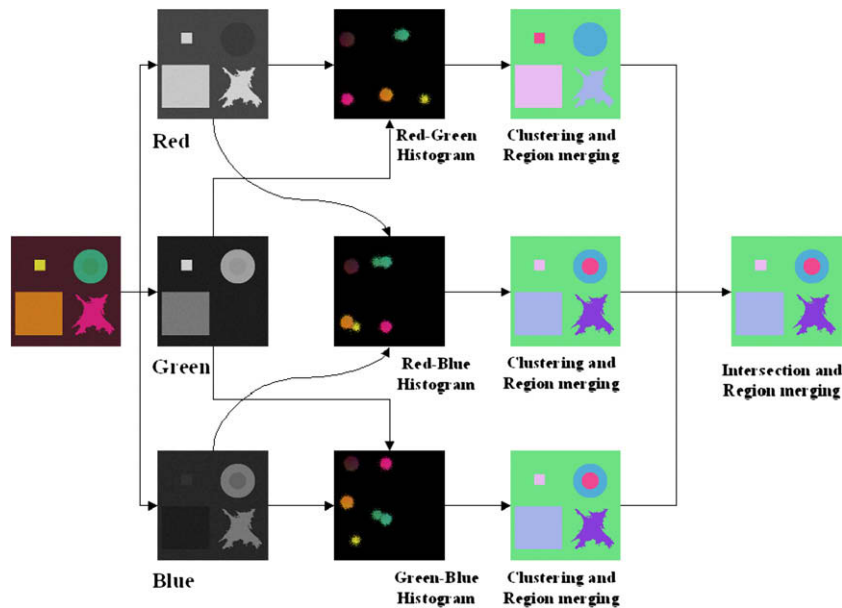 Red
Red-Green
Histogram
Clustering and
Region merging
Green
Red-Blue
Histogram
Clustering and
Region merging
Intersection and
Region merging
Blue
Green-Blue
Histogram
Clustering and
Region merging